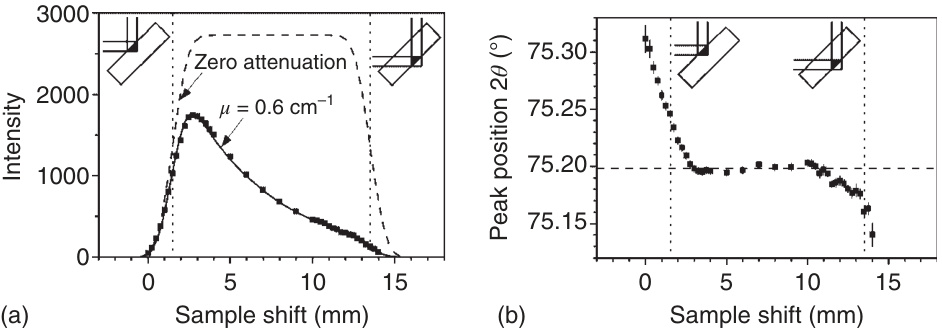 3000
2000
1000
0
Intensity
Zero attenuation
μ = 0.6 cm⁻¹
0 5 10 15
Sample shift (mm)
(a)
75.30
75.25
75.20
75.15
Peak position 2θ (°)
0 5 10 15
Sample shift (mm)
(b)